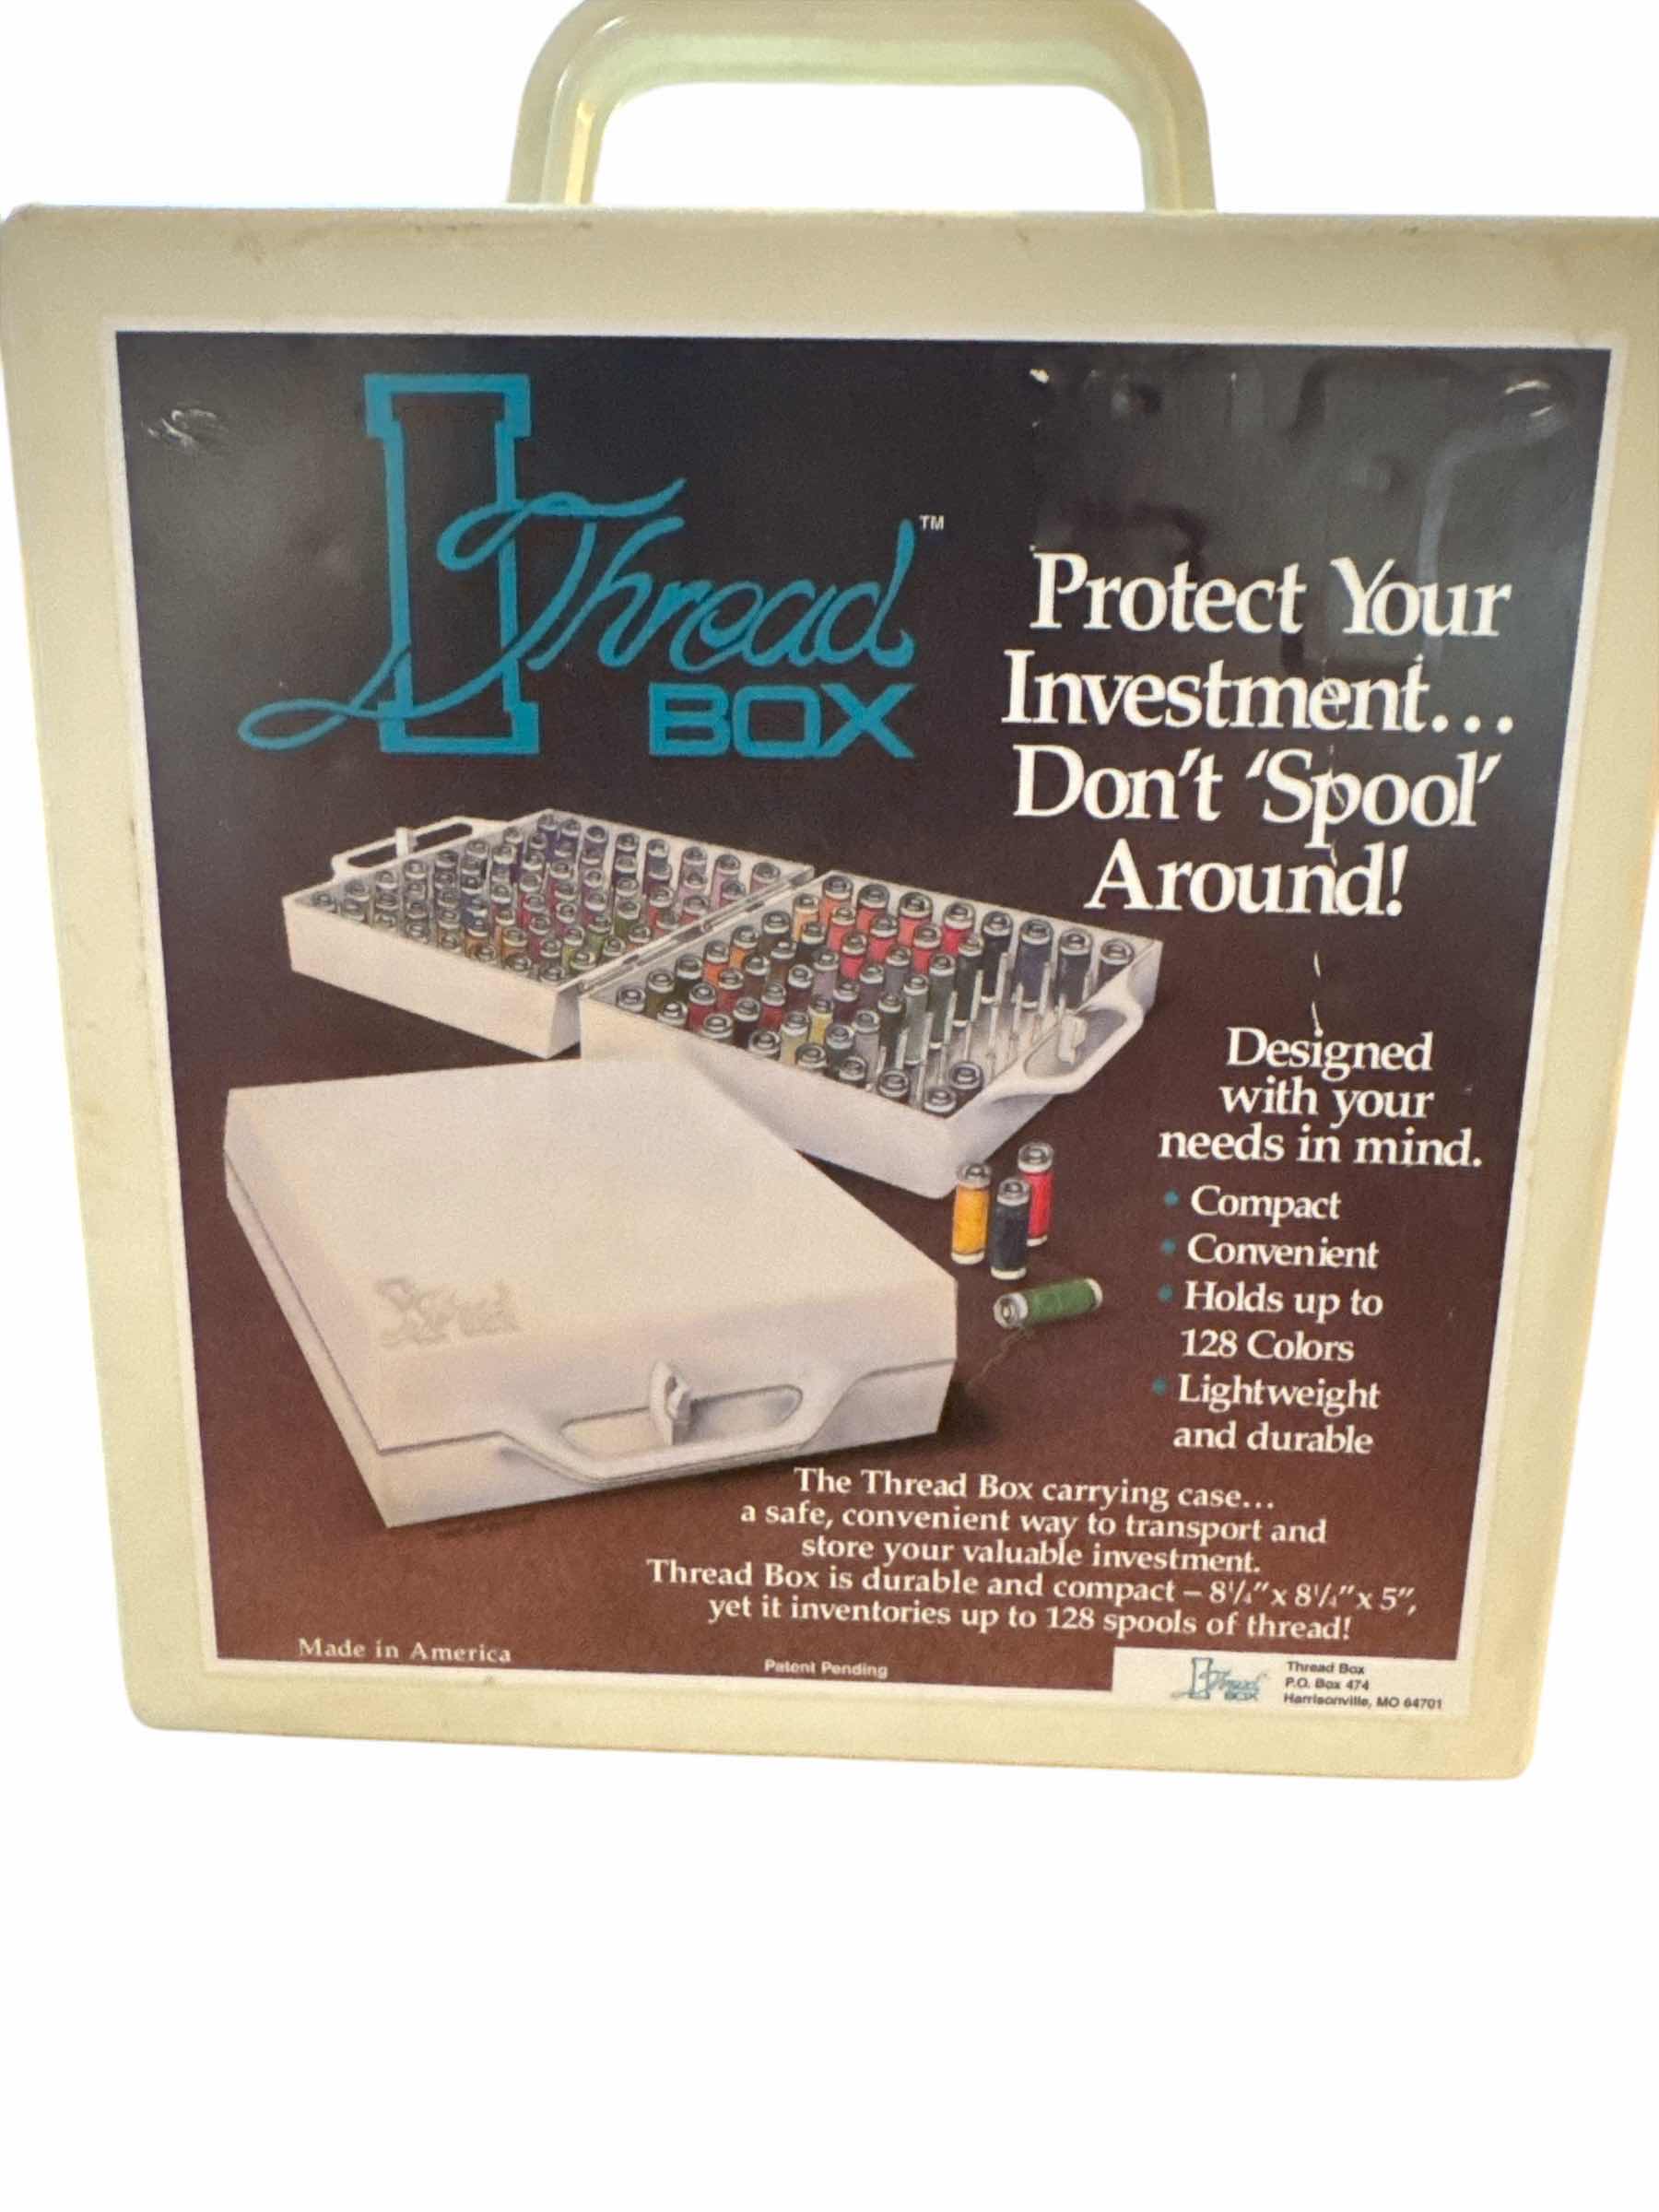 Thread™
BOX
Protect Your
Investment...
Don't 'Spool'
Around!
Designed
with your
needs in mind.
• Compact
• Convenient
• Holds up to
128 Colors
• Lightweight
and durable
The Thread Box carrying case...
a safe, convenient way to transport and
store your valuable investment.
Thread Box is durable and compact – 8¼" x 8¼" x 5",
yet it inventories up to 128 spools of thread!
Made in America
Patent Pending
Thread
BOX
Thread Box
P.O. Box 474
Harrisonville, MO 64701